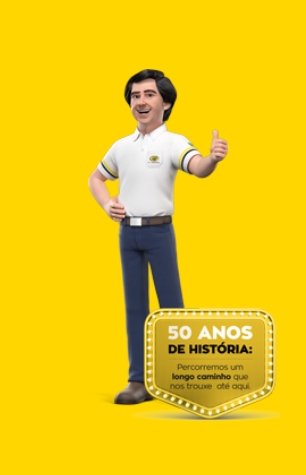 50 ANOS
DE HISTÓRIA:
Percorremos um
longo caminho que
nos trouxe até aqui.